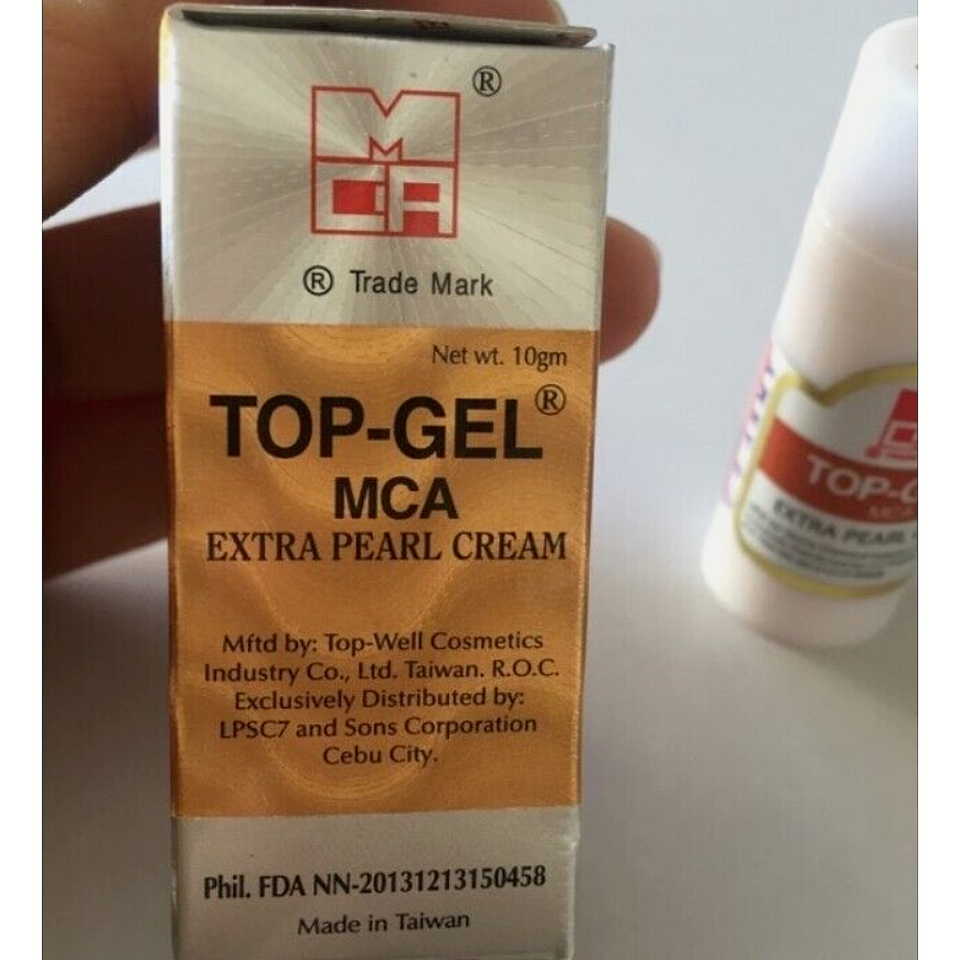 ®
MCA
® Trade Mark
Net wt. 10gm
TOP-GEL®
MCA
EXTRA PEARL CREAM
Mftd by: Top-Well Cosmetics
Industry Co., Ltd. Taiwan. R.O.C.
Exclusively Distributed by:
LPSC7 and Sons Corporation
Cebu City.
Phil. FDA NN-20131213150458
Made in Taiwan
TOP-
MCA
EXTRA PEARL